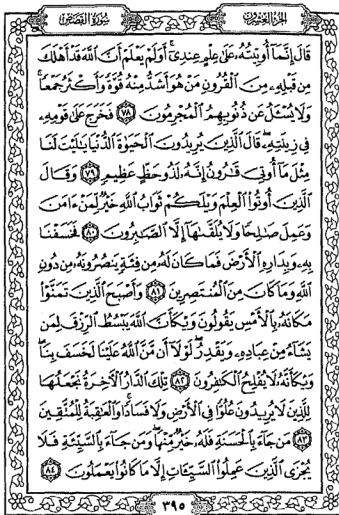 الجزء العشرون سورة القصص
قَالَ إِنَّمَآ أُوتِيتُهُۥ عَلَىٰ عِلْمٍ عِندِىٓ ۚ أَوَلَمْ يَعْلَمْ أَنَّ ٱللَّهَ قَدْ أَهْلَكَ
مِن قَبْلِهِۦ مِنَ ٱلْقُرُونِ مَنْ هُوَ أَشَدُّ مِنْهُ قُوَّةً وَأَكْثَرُ جَمْعًا ۚ
وَلَا يُسْـَٔلُ عَن ذُنُوبِهِمُ ٱلْمُجْرِمُونَ ٧٨ فَخَرَجَ عَلَىٰ قَوْمِهِۦ
فِى زِينَتِهِۦ ۖ قَالَ ٱلَّذِينَ يُرِيدُونَ ٱلْحَيَوٰةَ ٱلدُّنْيَا يَٰلَيْتَ لَنَا
مِثْلَ مَآ أُوتِىَ قَٰرُونُ إِنَّهُۥ لَذُو حَظٍّ عَظِيمٍ ٧٩ وَقَالَ
ٱلَّذِينَ أُوتُوا۟ ٱلْعِلْمَ وَيْلَكُمْ ثَوَابُ ٱللَّهِ خَيْرٌ لِّمَنْ ءَامَنَ
وَعَمِلَ صَٰلِحًا وَلَا يُلَقَّىٰهَآ إِلَّا ٱلصَّٰبِرُونَ ٨٠ فَخَسَفْنَا
بِهِۦ وَبِدَارِهِ ٱلْأَرْضَ فَمَا كَانَ لَهُۥ مِن فِئَةٍ يَنصُرُونَهُۥ مِن دُونِ
ٱللَّهِ وَمَا كَانَ مِنَ ٱلْمُنتَصِرِينَ ٨١ وَأَصْبَحَ ٱلَّذِينَ تَمَنَّوْا۟
مَكَانَهُۥ بِٱلْأَمْسِ يَقُولُونَ وَيْكَأَنَّ ٱللَّهَ يَبْسُطُ ٱلرِّزْقَ لِمَن
يَشَآءُ مِنْ عِبَادِهِۦ وَيَقْدِرُ ۖ لَوْلَآ أَن مَّنَّ ٱللَّهُ عَلَيْنَا لَخَسَفَ بِنَا ۖ
وَيْكَأَنَّهُۥ لَا يُفْلِحُ ٱلْكَٰفِرُونَ ٨٢ تِلْكَ ٱلدَّارُ ٱلْءَاخِرَةُ نَجْعَلُهَا
لِلَّذِينَ لَا يُرِيدُونَ عُلُوًّا فِى ٱلْأَرْضِ وَلَا فَسَادًا ۚ وَٱلْعَٰقِبَةُ لِلْمُتَّقِينَ
٨٣ مَن جَآءَ بِٱلْحَسَنَةِ فَلَهُۥ خَيْرٌ مِّنْهَا ۖ وَمَن جَآءَ بِٱلسَّيِّئَةِ فَلَا
يُجْزَى ٱلَّذِينَ عَمِلُوا۟ ٱلسَّيِّـَٔاتِ إِلَّا مَا كَانُوا۟ يَعْمَلُونَ ٨٤
٣٩٥